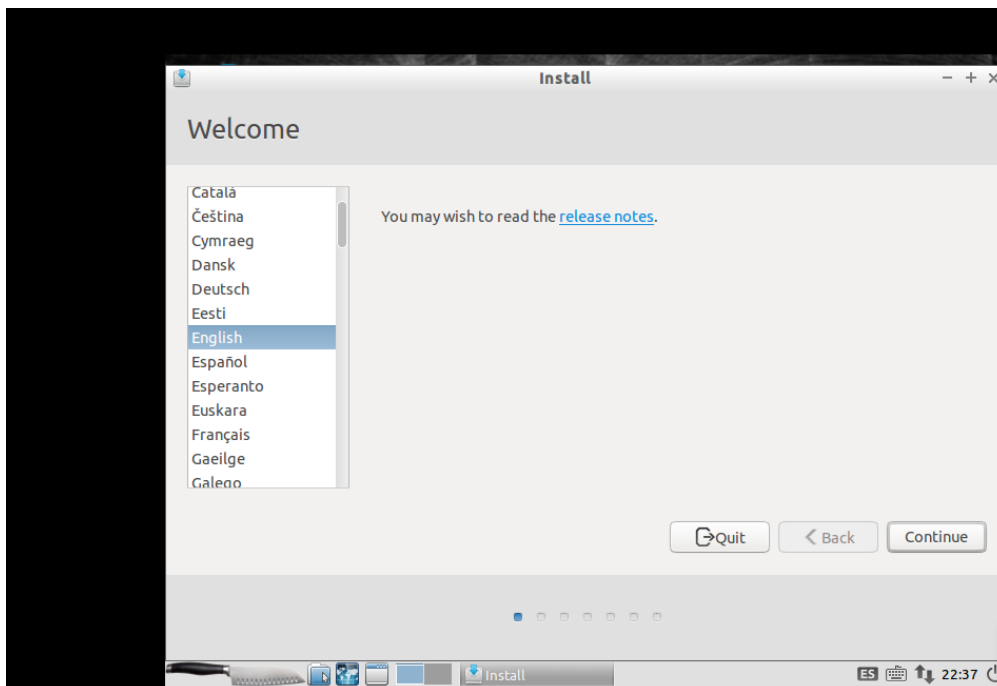 Install
Welcome
Català
Čeština
Cymraeg
Dansk
Deutsch
Eesti
English
Español
Esperanto
Euskara
Français
Gaeilge
Galego
You may wish to read the release notes.
Quit
Back
Continue
Install
ES
22:37